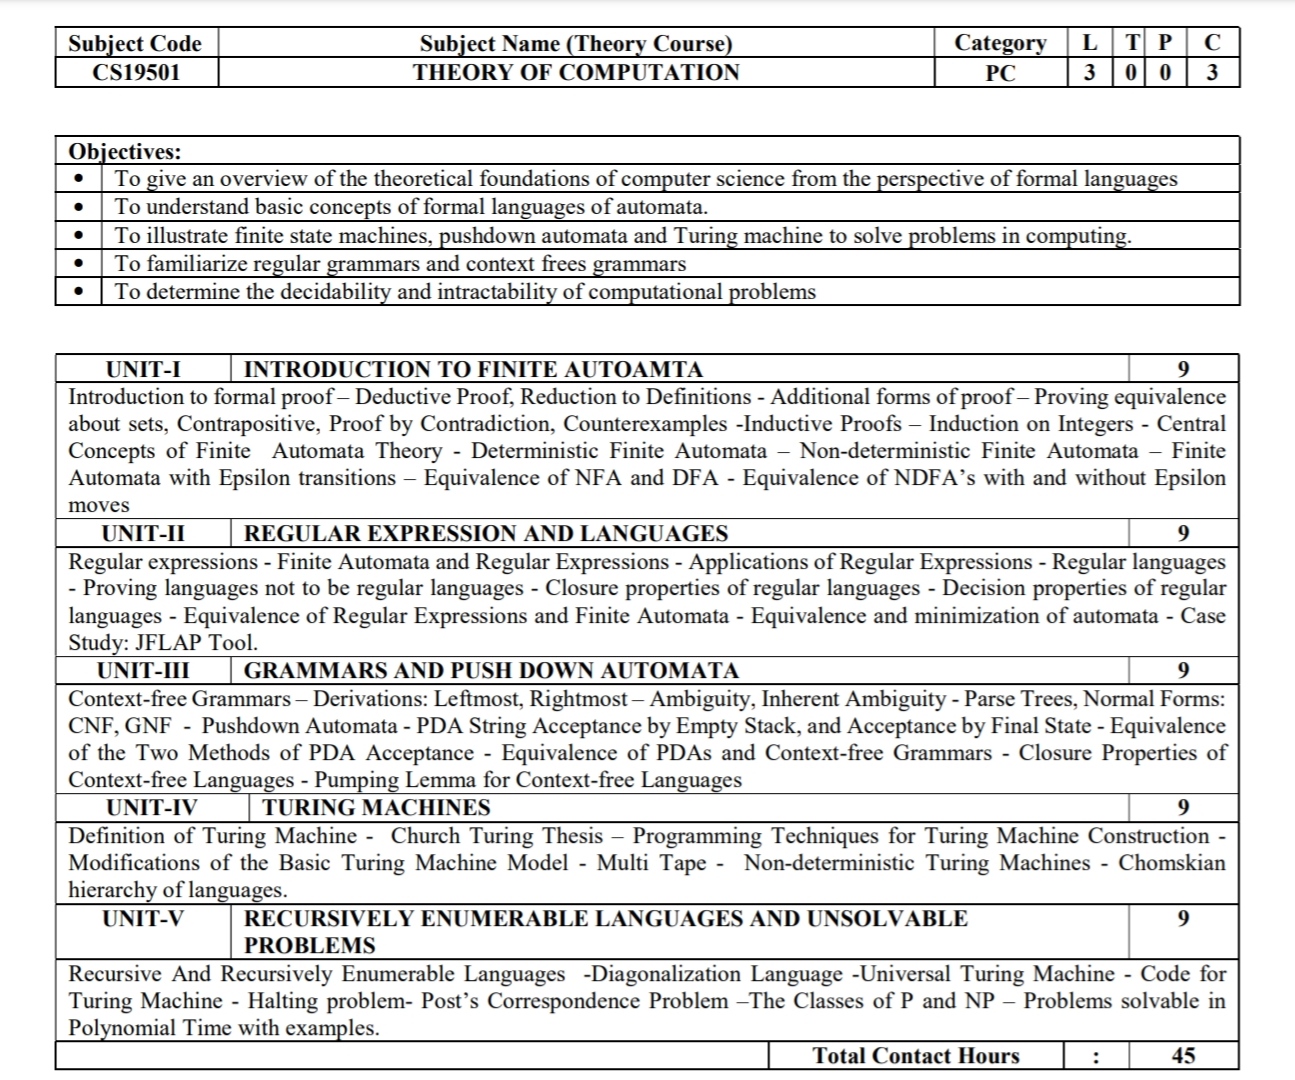 Subject Code Subject Name (Theory Course) Category L T P C
CS19501 THEORY OF COMPUTATION PC 3 0 0 3
Objectives:
• To give an overview of the theoretical foundations of computer science from the perspective of formal languages
• To understand basic concepts of formal languages of automata.
• To illustrate finite state machines, pushdown automata and Turing machine to solve problems in computing.
• To familiarize regular grammars and context frees grammars
• To determine the decidability and intractability of computational problems
UNIT-I INTRODUCTION TO FINITE AUTOAMTA 9
Introduction to formal proof – Deductive Proof, Reduction to Definitions - Additional forms of proof – Proving equivalence
about sets, Contrapositive, Proof by Contradiction, Counterexamples -Inductive Proofs – Induction on Integers - Central
Concepts of Finite Automata Theory - Deterministic Finite Automata – Non-deterministic Finite Automata – Finite
Automata with Epsilon transitions – Equivalence of NFA and DFA - Equivalence of NDFA's with and without Epsilon
moves
UNIT-II REGULAR EXPRESSION AND LANGUAGES 9
Regular expressions - Finite Automata and Regular Expressions - Applications of Regular Expressions - Regular languages
- Proving languages not to be regular languages - Closure properties of regular languages - Decision properties of regular
languages - Equivalence of Regular Expressions and Finite Automata - Equivalence and minimization of automata - Case
Study: JFLAP Tool.
UNIT-III GRAMMARS AND PUSH DOWN AUTOMATA 9
Context-free Grammars – Derivations: Leftmost, Rightmost – Ambiguity, Inherent Ambiguity - Parse Trees, Normal Forms:
CNF, GNF - Pushdown Automata - PDA String Acceptance by Empty Stack, and Acceptance by Final State - Equivalence
of the Two Methods of PDA Acceptance - Equivalence of PDAs and Context-free Grammars - Closure Properties of
Context-free Languages - Pumping Lemma for Context-free Languages
UNIT-IV TURING MACHINES 9
Definition of Turing Machine - Church Turing Thesis – Programming Techniques for Turing Machine Construction -
Modifications of the Basic Turing Machine Model - Multi Tape - Non-deterministic Turing Machines - Chomskian
hierarchy of languages.
UNIT-V RECURSIVELY ENUMERABLE LANGUAGES AND UNSOLVABLE 9
PROBLEMS
Recursive And Recursively Enumerable Languages -Diagonalization Language -Universal Turing Machine - Code for
Turing Machine - Halting problem- Post's Correspondence Problem –The Classes of P and NP – Problems solvable in
Polynomial Time with examples.
Total Contact Hours : 45